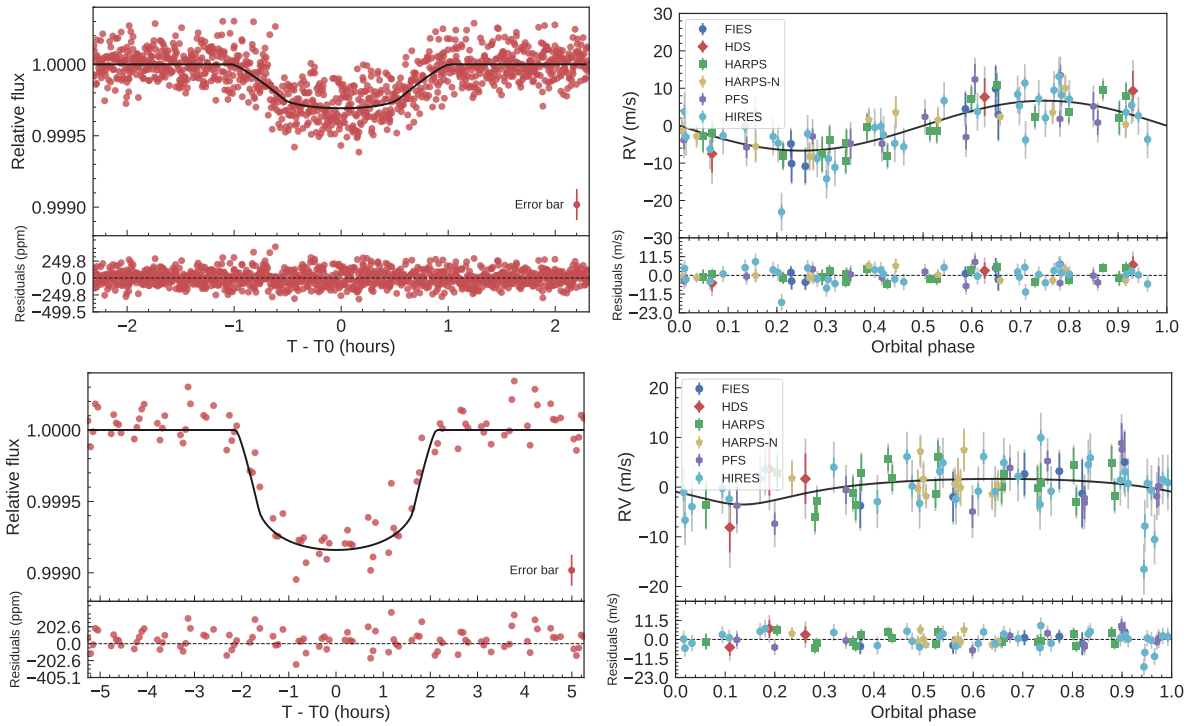 1.0000
0.9995
0.9990
Relative flux
Error bar
249.8
0.0
−249.8
−499.5
Residuals (ppm)
−2
−1
0
1
2
T - T0 (hours)
30
20
10
0
−10
−20
−30
RV (m/s)
FIES
HDS
HARPS
HARPS-N
PFS
HIRES
11.5
0.0
−11.5
−23.0
Residuals (m/s)
0.0
0.1
0.2
0.3
0.4
0.5
0.6
0.7
0.8
0.9
1.0
Orbital phase
1.0000
0.9995
0.9990
Relative flux
Error bar
202.6
0.0
−202.6
−405.1
Residuals (ppm)
−5
−4
−3
−2
−1
0
1
2
3
4
5
T - T0 (hours)
20
10
0
−10
−20
RV (m/s)
FIES
HDS
HARPS
HARPS-N
PFS
HIRES
11.5
0.0
−11.5
−23.0
Residuals (m/s)
0.0
0.1
0.2
0.3
0.4
0.5
0.6
0.7
0.8
0.9
1.0
Orbital phase